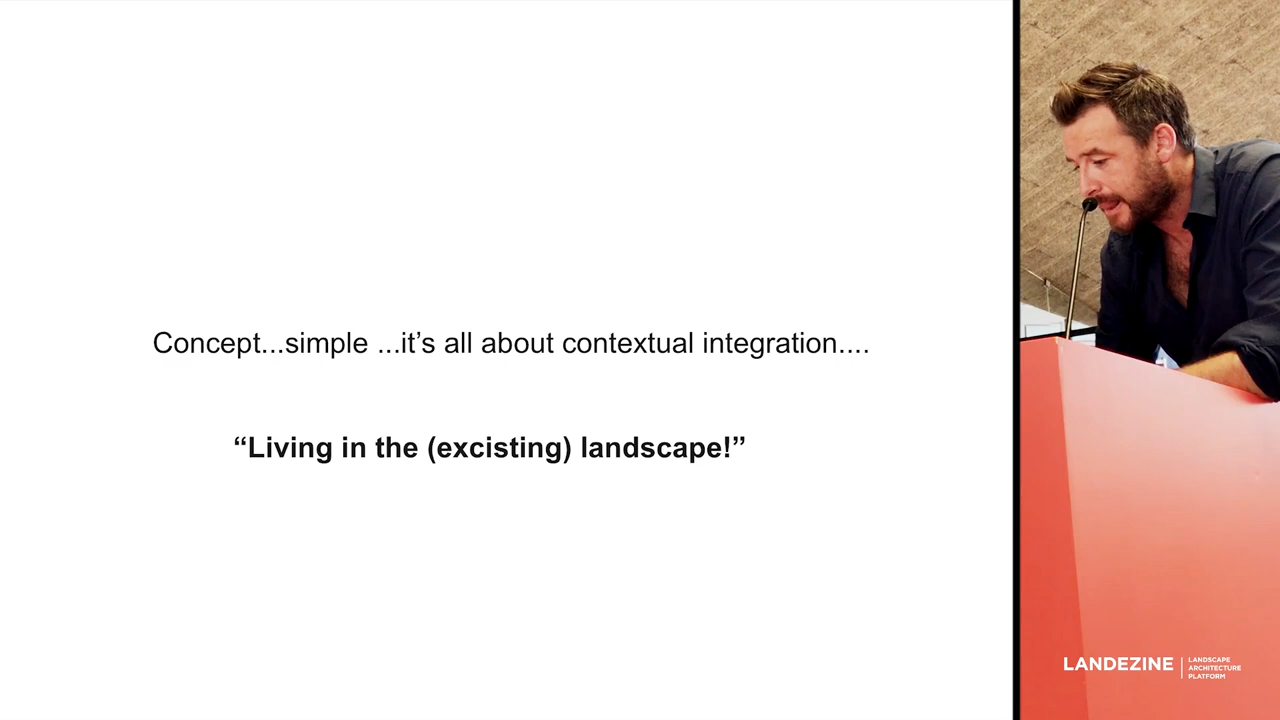 Concept...simple ...it’s all about contextual integration....
“Living in the (excisting) landscape!”
LANDEZINE
LANDSCAPE
ARCHITECTURE
PLATFORM